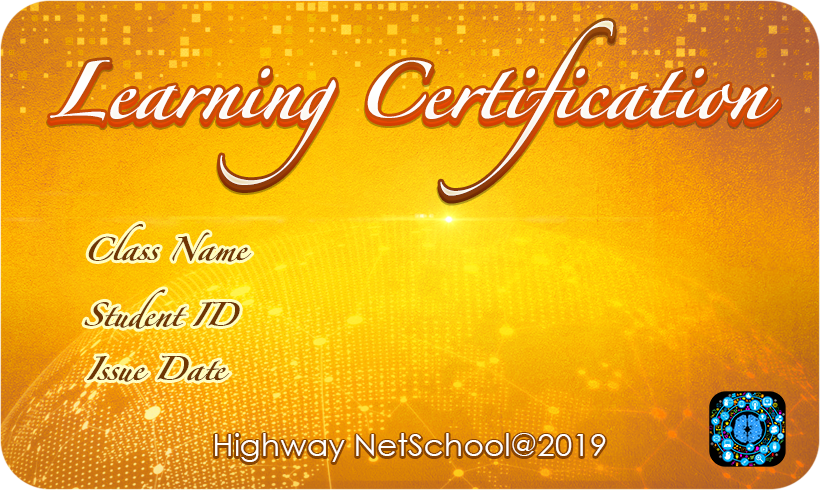 Learning Certification
Class Name
Student ID
Issue Date
Highway NetSchool@2019